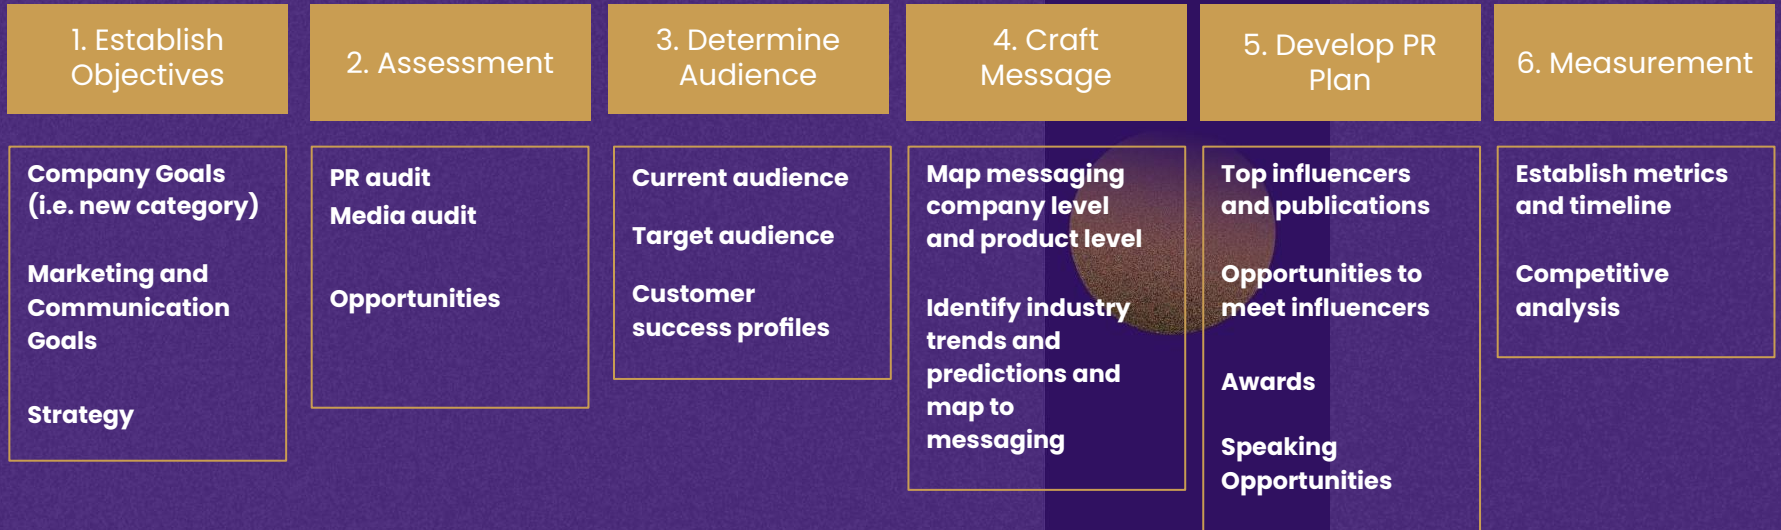 1. Establish
Objectives
Company Goals
(i.e. new category)
Marketing and
Communication
Goals
Strategy
2. Assessment
PR audit
Media audit
Opportunities
3. Determine
Audience
Current audience
Target audience
Customer
success profiles
4. Craft
Message
Map messaging
company level
and product level
Identify industry
trends and
predictions and
map to
messaging
5. Develop PR
Plan
Top influencers
and publications
Opportunities to
meet influencers
Awards
Speaking
Opportunities
6. Measurement
Establish metrics
and timeline
Competitive
analysis